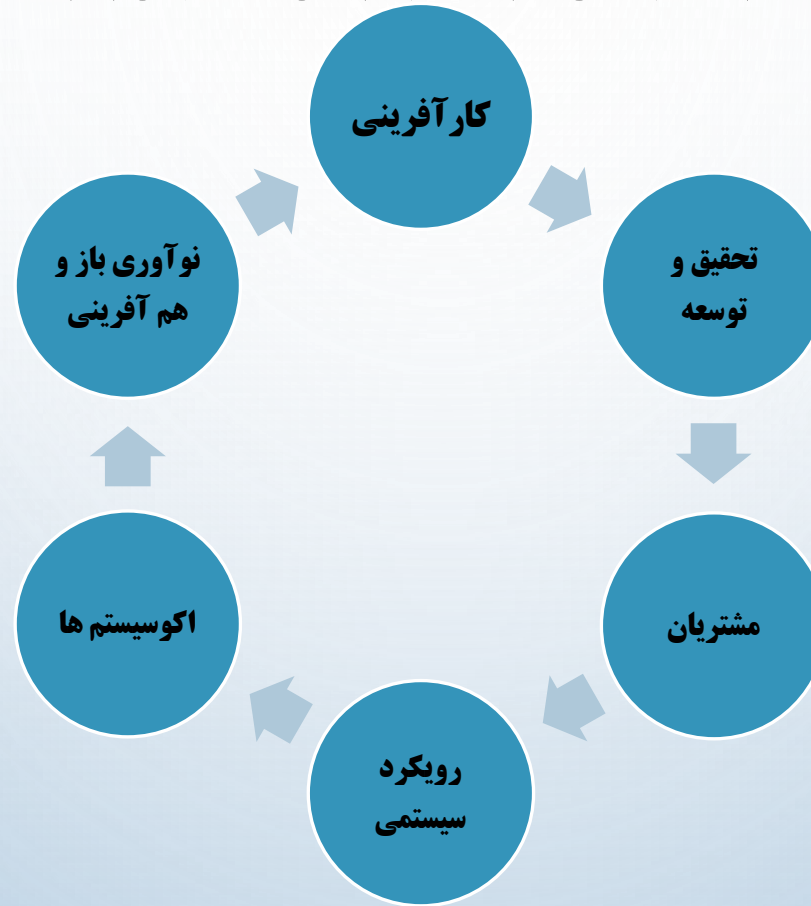 کارآفرینی
تحقیق و
توسعه
مشتریان
رویکرد
سیستمی
اکوسیستم ها
نوآوری باز و
هم آفرینی